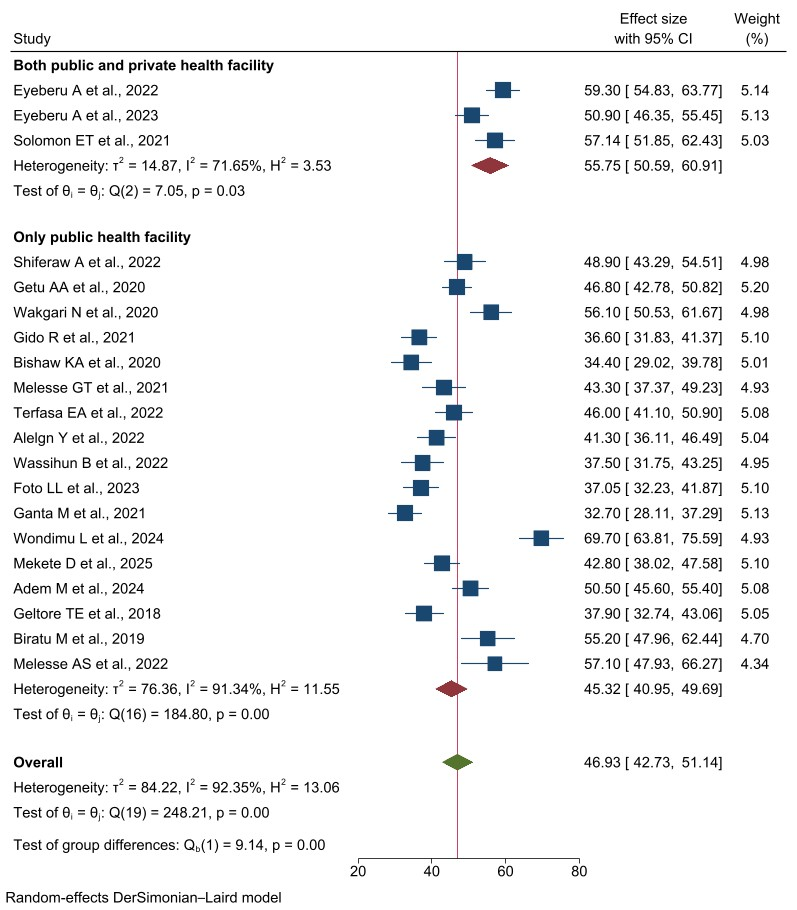 Effect size Weight
Study with 95% CI (%)
Both public and private health facility
Eyeberu A et al., 2022 59.30 [ 54.83, 63.77] 5.14
Eyeberu A et al., 2023 50.90 [ 46.35, 55.45] 5.13
Solomon ET et al., 2021 57.14 [ 51.85, 62.43] 5.03
Heterogeneity: τ² = 14.87, I² = 71.65%, H² = 3.53 55.75 [ 50.59, 60.91]
Test of θᵢ = θⱼ: Q(2) = 7.05, p = 0.03
Only public health facility
Shiferaw A et al., 2022 48.90 [ 43.29, 54.51] 4.98
Getu AA et al., 2020 46.80 [ 42.78, 50.82] 5.20
Wakgari N et al., 2020 56.10 [ 50.53, 61.67] 4.98
Gido R et al., 2021 36.60 [ 31.83, 41.37] 5.10
Bishaw KA et al., 2020 34.40 [ 29.02, 39.78] 5.01
Melesse GT et al., 2021 43.30 [ 37.37, 49.23] 4.93
Terfasa EA et al., 2022 46.00 [ 41.10, 50.90] 5.08
Alelgn Y et al., 2022 41.30 [ 36.11, 46.49] 5.04
Wassihun B et al., 2022 37.50 [ 31.75, 43.25] 4.95
Foto LL et al., 2023 37.05 [ 32.23, 41.87] 5.10
Ganta M et al., 2021 32.70 [ 28.11, 37.29] 5.13
Wondimu L et al., 2024 69.70 [ 63.81, 75.59] 4.93
Mekete D et al., 2025 42.80 [ 38.02, 47.58] 5.10
Adem M et al., 2024 50.50 [ 45.60, 55.40] 5.08
Geltore TE et al., 2018 37.90 [ 32.74, 43.06] 5.05
Biratu M et al., 2019 55.20 [ 47.96, 62.44] 4.70
Melesse AS et al., 2022 57.10 [ 47.93, 66.27] 4.34
Heterogeneity: τ² = 76.36, I² = 91.34%, H² = 11.55 45.32 [ 40.95, 49.69]
Test of θᵢ = θⱼ: Q(16) = 184.80, p = 0.00
Overall 46.93 [ 42.73, 51.14]
Heterogeneity: τ² = 84.22, I² = 92.35%, H² = 13.06
Test of θᵢ = θⱼ: Q(19) = 248.21, p = 0.00
Test of group differences: Q_b(1) = 9.14, p = 0.00
20 40 60 80
Random-effects DerSimonian–Laird model